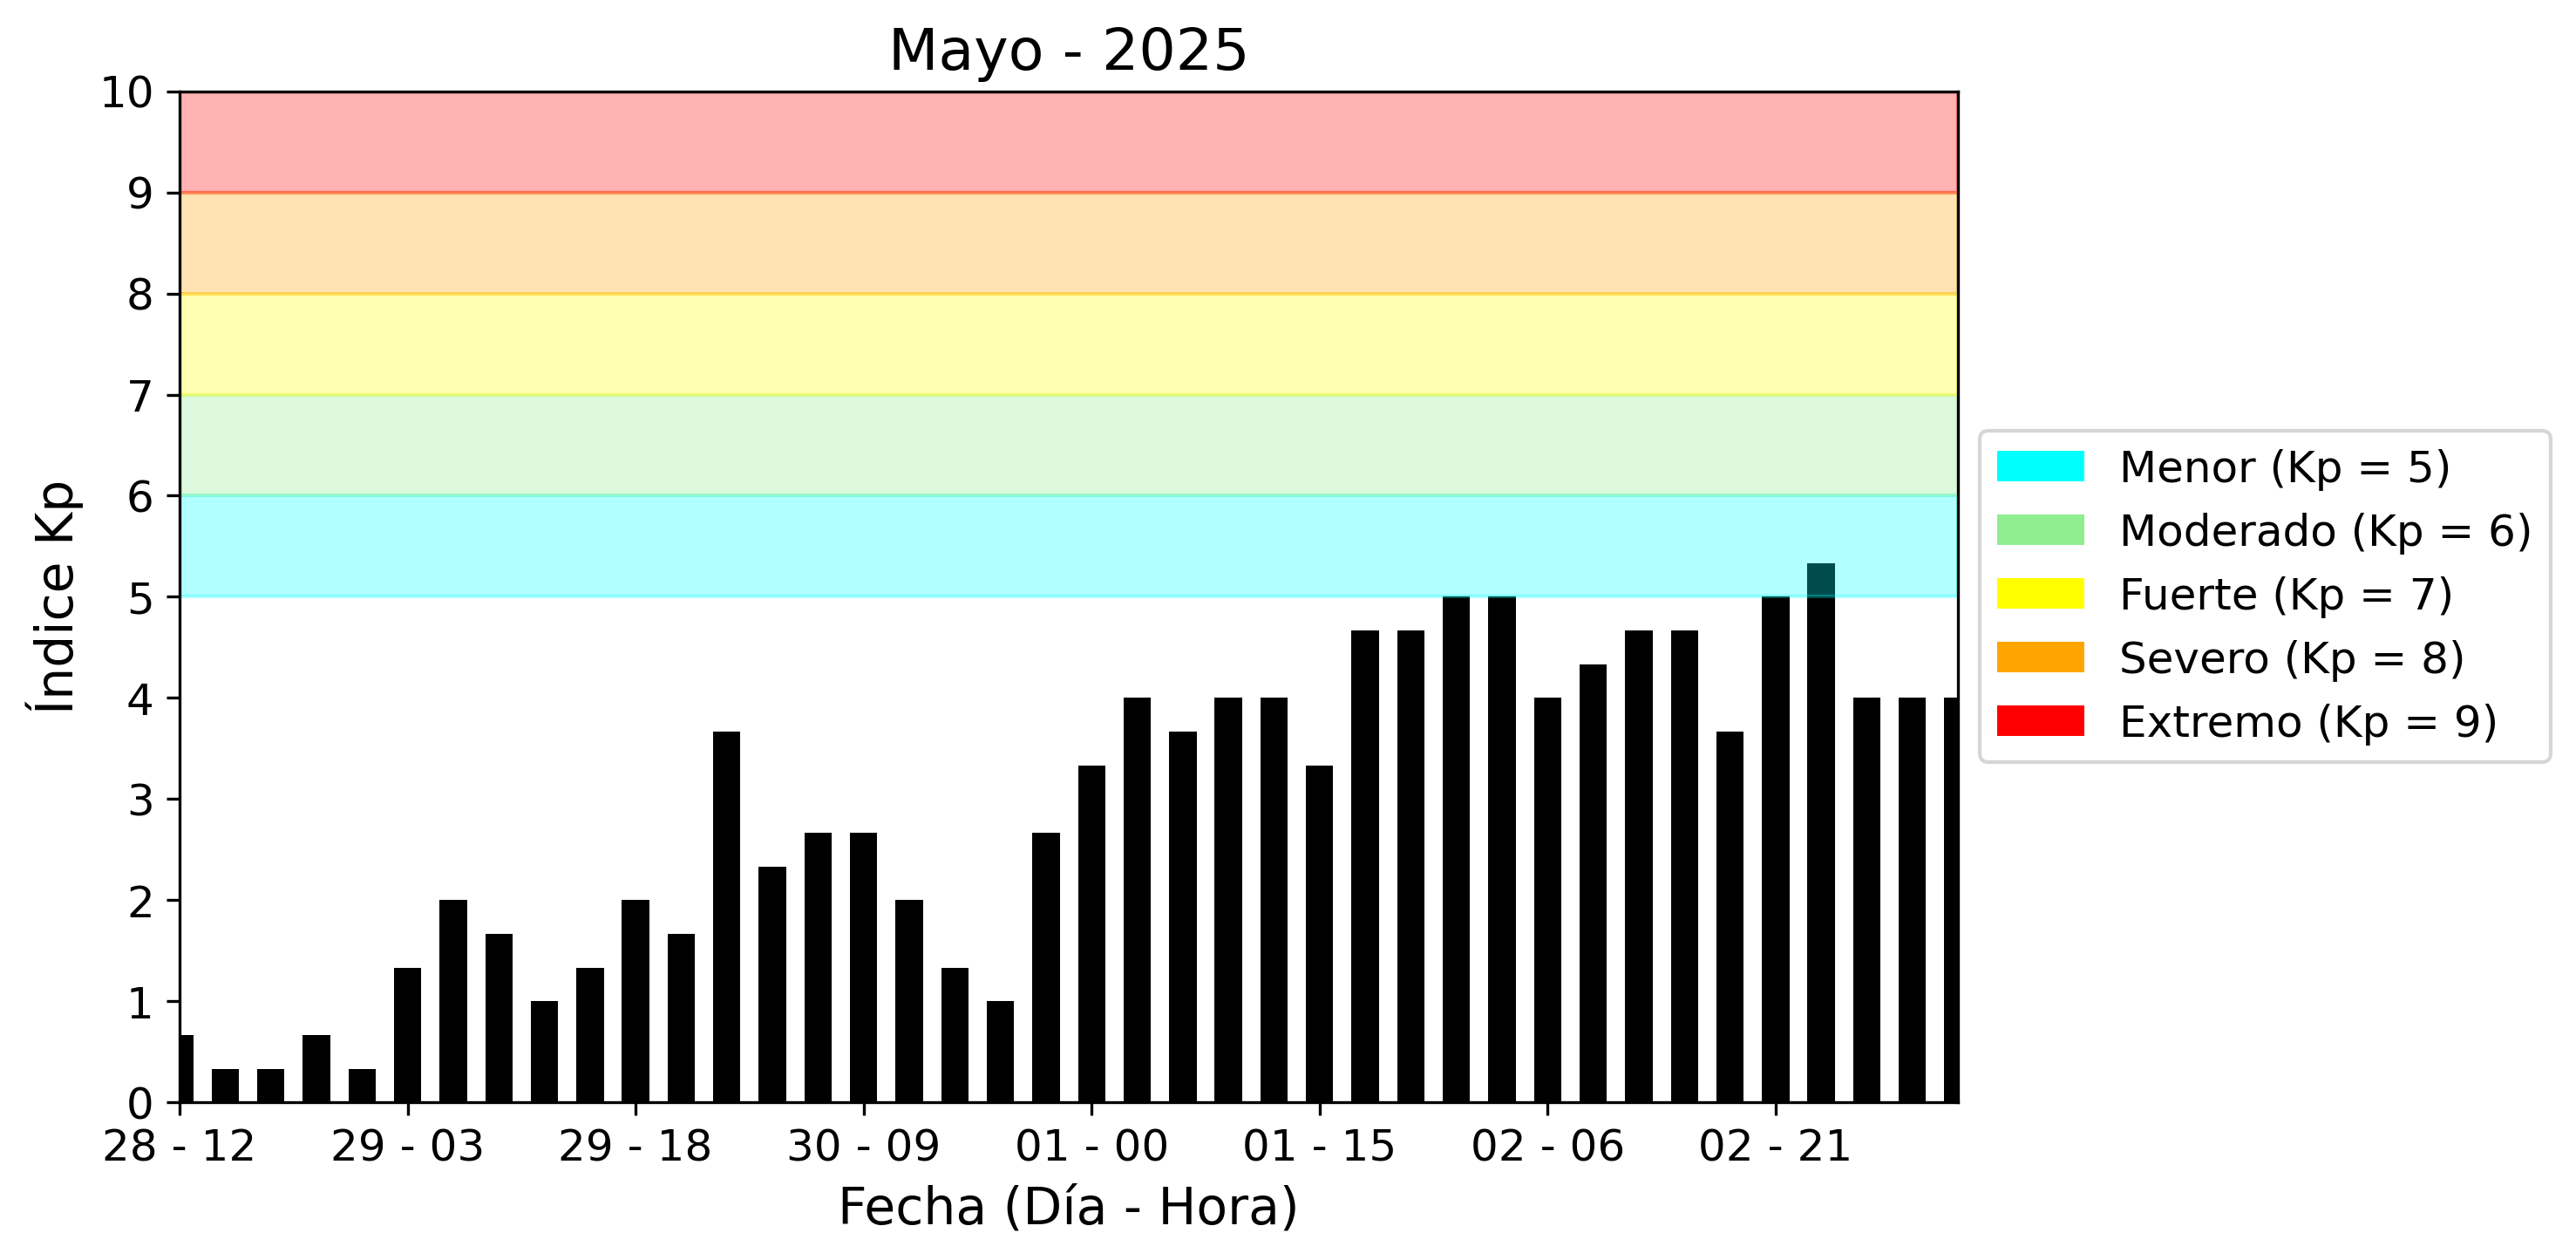 Mayo - 2025
10
9
8
7
6
5
4
3
2
1
0
Índice Kp
28 - 12
29 - 03
29 - 18
30 - 09
01 - 00
01 - 15
02 - 06
02 - 21
Fecha (Día - Hora)
Menor (Kp = 5)
Moderado (Kp = 6)
Fuerte (Kp = 7)
Severo (Kp = 8)
Extremo (Kp = 9)